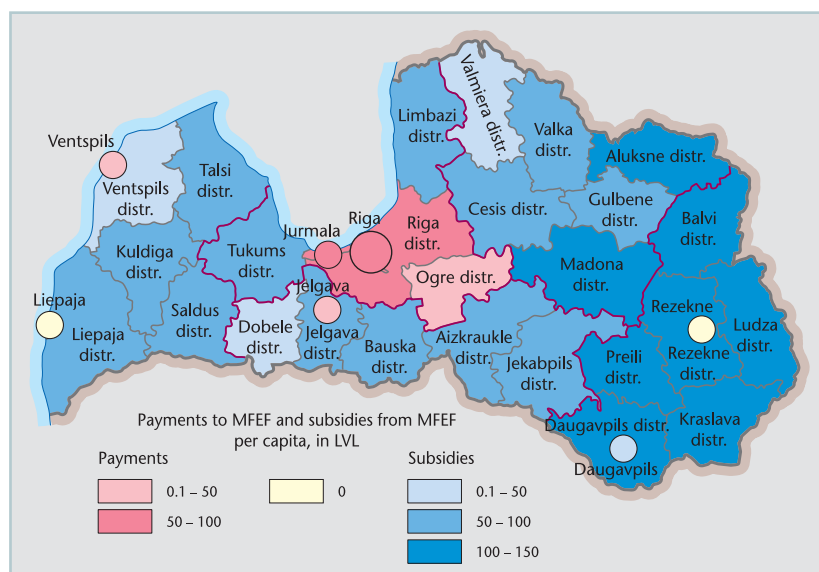 Ventspils
Ventspils
distr.
Talsi
distr.
Kuldiga
distr.
Tukums
distr.
Liepaja
Liepaja
distr.
Saldus
distr.
Dobele
distr.
Jurmala
Riga
Riga
distr.
Jelgava
Jelgava
distr.
Bauska
distr.
Ogre distr.
Limbazi
distr.
Valmiera distr.
Valka
distr.
Cesis distr.
Aluksne distr.
Gulbene
distr.
Balvi
distr.
Madona
distr.
Aizkraukle
distr.
Jekabpils
distr.
Preili
distr.
Rezekne
Rezekne
distr.
Ludza
distr.
Kraslava
distr.
Daugavpils distr.
Daugavpils
Payments to MFEF and subsidies from MFEF
per capita, in LVL
Payments
0.1 – 50
50 – 100
0
Subsidies
0.1 – 50
50 – 100
100 – 150